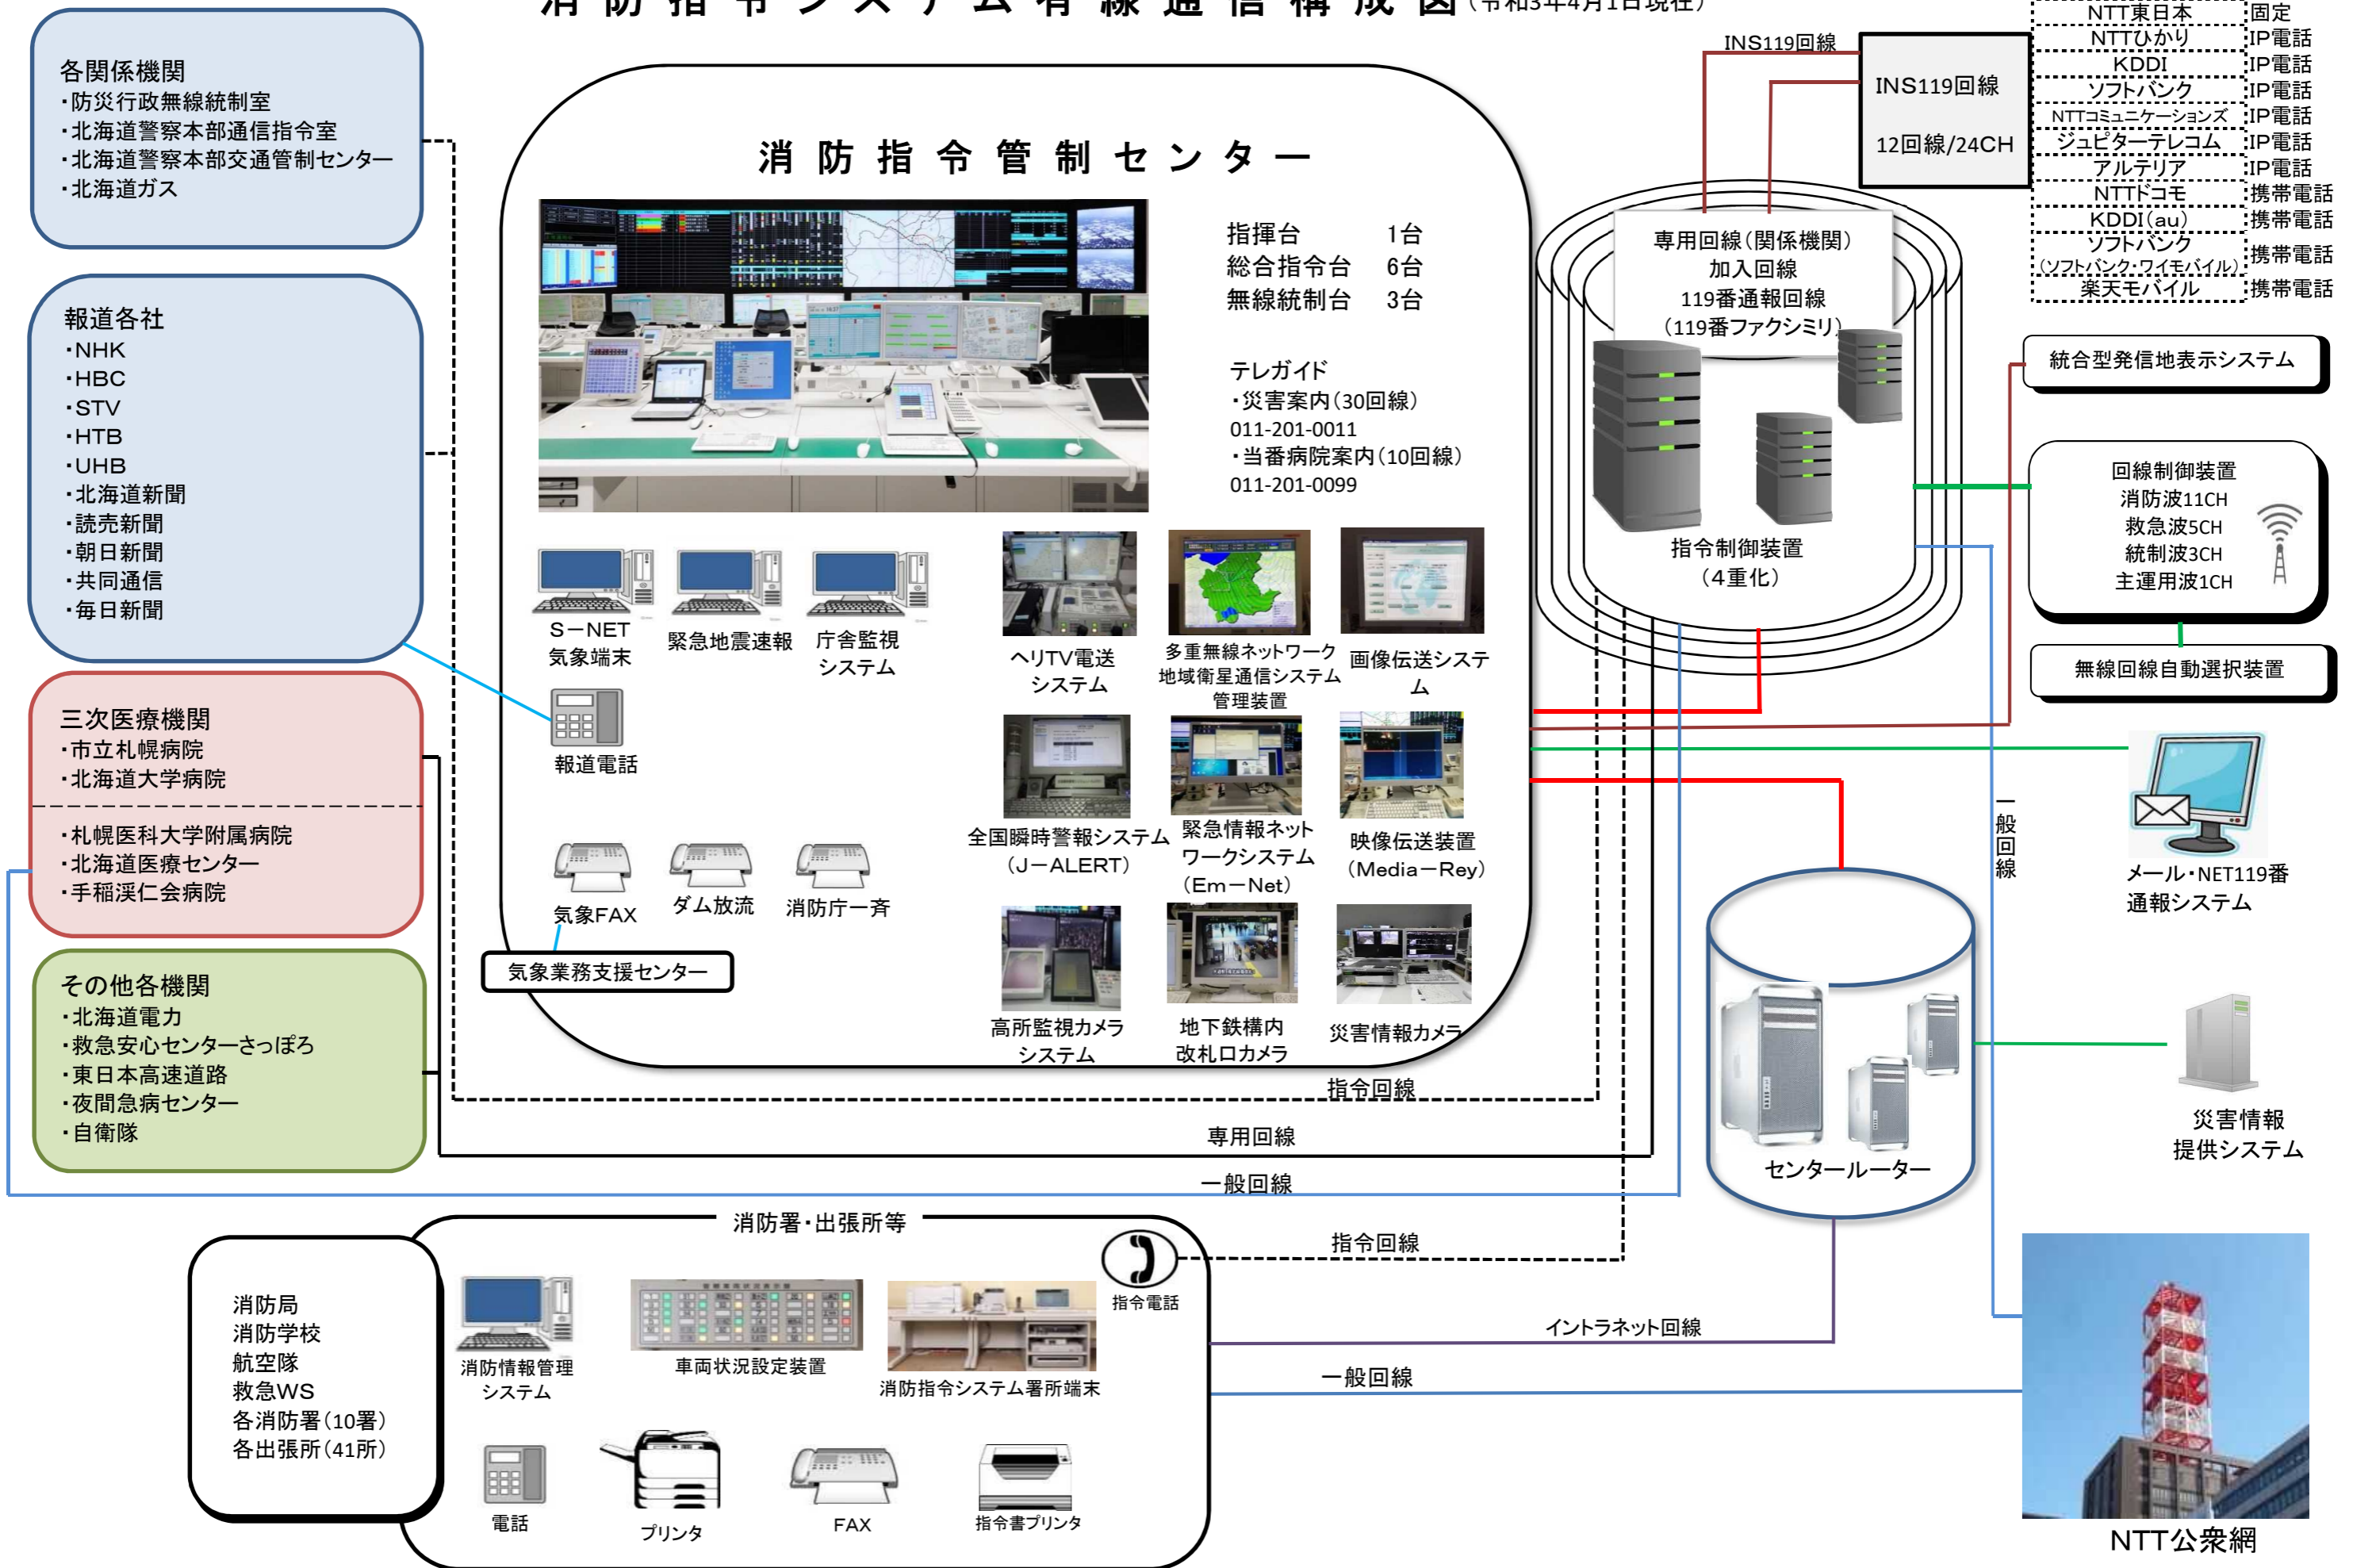 消防指令システム有線通信構成図(令和3年4月1日現在)
各関係機関
・防災行政無線統制室
・北海道警察本部通信指令室
・北海道警察本部交通管制センター
・北海道ガス
報道各社
・NHK
・HBC
・STV
・HTB
・UHB
・北海道新聞
・読売新聞
・朝日新聞
・共同通信
・毎日新聞
三次医療機関
・市立札幌病院
・北海道大学病院
・札幌医科大学附属病院
・北海道医療センター
・手稲渓仁会病院
その他各機関
・北海道電力
・救急安心センターさっぽろ
・東日本高速道路
・夜間急病センター
・自衛隊
消防指令管制センター
指揮台 1台
総合指令台 6台
無線統制台 3台
テレガイド
・災害案内(30回線)
011-201-0011
・当番病院案内(10回線)
011-201-0099
S-NET
気象端末
緊急地震速報
庁舎監視
システム
ヘリTV電送
システム
多重無線ネットワーク
地域衛星通信システム
管理装置
画像伝送システ
ム
報道電話
全国瞬時警報システム
(J-ALERT)
緊急情報ネット
ワークシステム
(Em-Net)
映像伝送装置
(Media-Rey)
気象FAX
ダム放流
消防庁一斉
気象業務支援センター
高所監視カメラ
システム
地下鉄構内
改札口カメラ
災害情報カメラ
指令回線
専用回線
一般回線
INS119回線
INS119回線
12回線/24CH
NTT東日本 固定
NTTひかり IP電話
KDDI IP電話
ソフトバンク IP電話
NTTコミュニケーションズ IP電話
ジュピターテレコム IP電話
アルテリア IP電話
NTTドコモ 携帯電話
KDDI(au) 携帯電話
ソフトバンク
(ソフトバンク・ワイモバイル) 携帯電話
楽天モバイル 携帯電話
専用回線(関係機関)
加入回線
119番通報回線
(119番ファクシミリ)
指令制御装置
(4重化)
統合型発信地表示システム
回線制御装置
消防波11CH
救急波5CH
統制波3CH
主運用波1CH
無線回線自動選択装置
一般回線
メール・NET119番
通報システム
センタールーター
災害情報
提供システム
消防署・出張所等
消防局
消防学校
航空隊
救急WS
各消防署(10署)
各出張所(41所)
消防情報管理
システム
車両状況設定装置
消防指令システム署所端末
指令電話
電話
プリンタ
FAX
指令書プリンタ
指令回線
イントラネット回線
一般回線
NTT公衆網